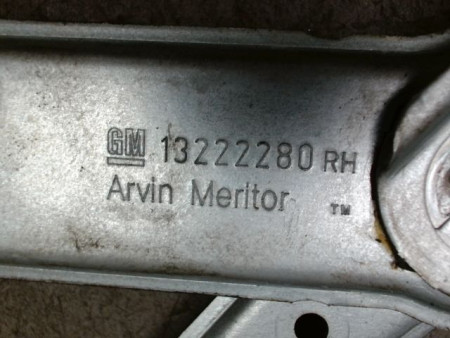 GM 13222280 RH
Arvin Meritor ™